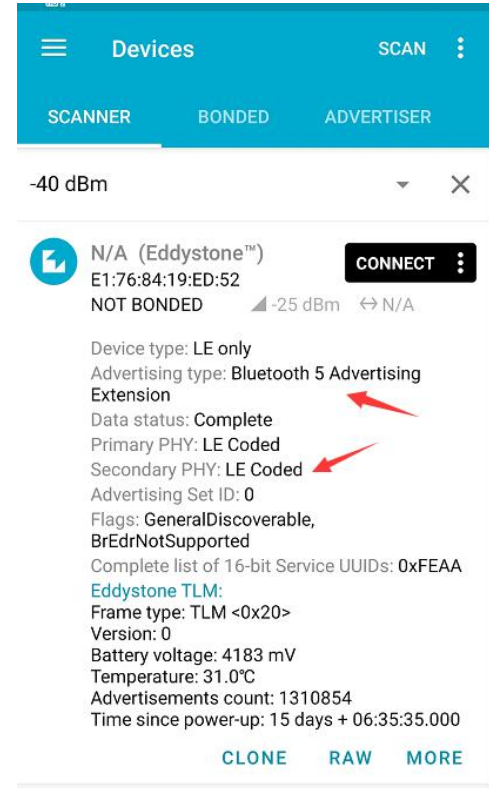 Devices SCAN
SCANNER BONDED ADVERTISER
-40 dBm
N/A (Eddystone™)
CONNECT
E1:76:84:19:ED:52
NOT BONDED -25 dBm N/A
Device type: LE only
Advertising type: Bluetooth 5 Advertising
Extension
Data status: Complete
Primary PHY: LE Coded
Secondary PHY: LE Coded
Advertising Set ID: 0
Flags: GeneralDiscoverable,
BrEdrNotSupported
Complete list of 16-bit Service UUIDs: 0xFEAA
Eddystone TLM:
Frame type: TLM <0x20>
Version: 0
Battery voltage: 4183 mV
Temperature: 31.0°C
Advertisements count: 1310854
Time since power-up: 15 days + 06:35:35.000
CLONE RAW MORE